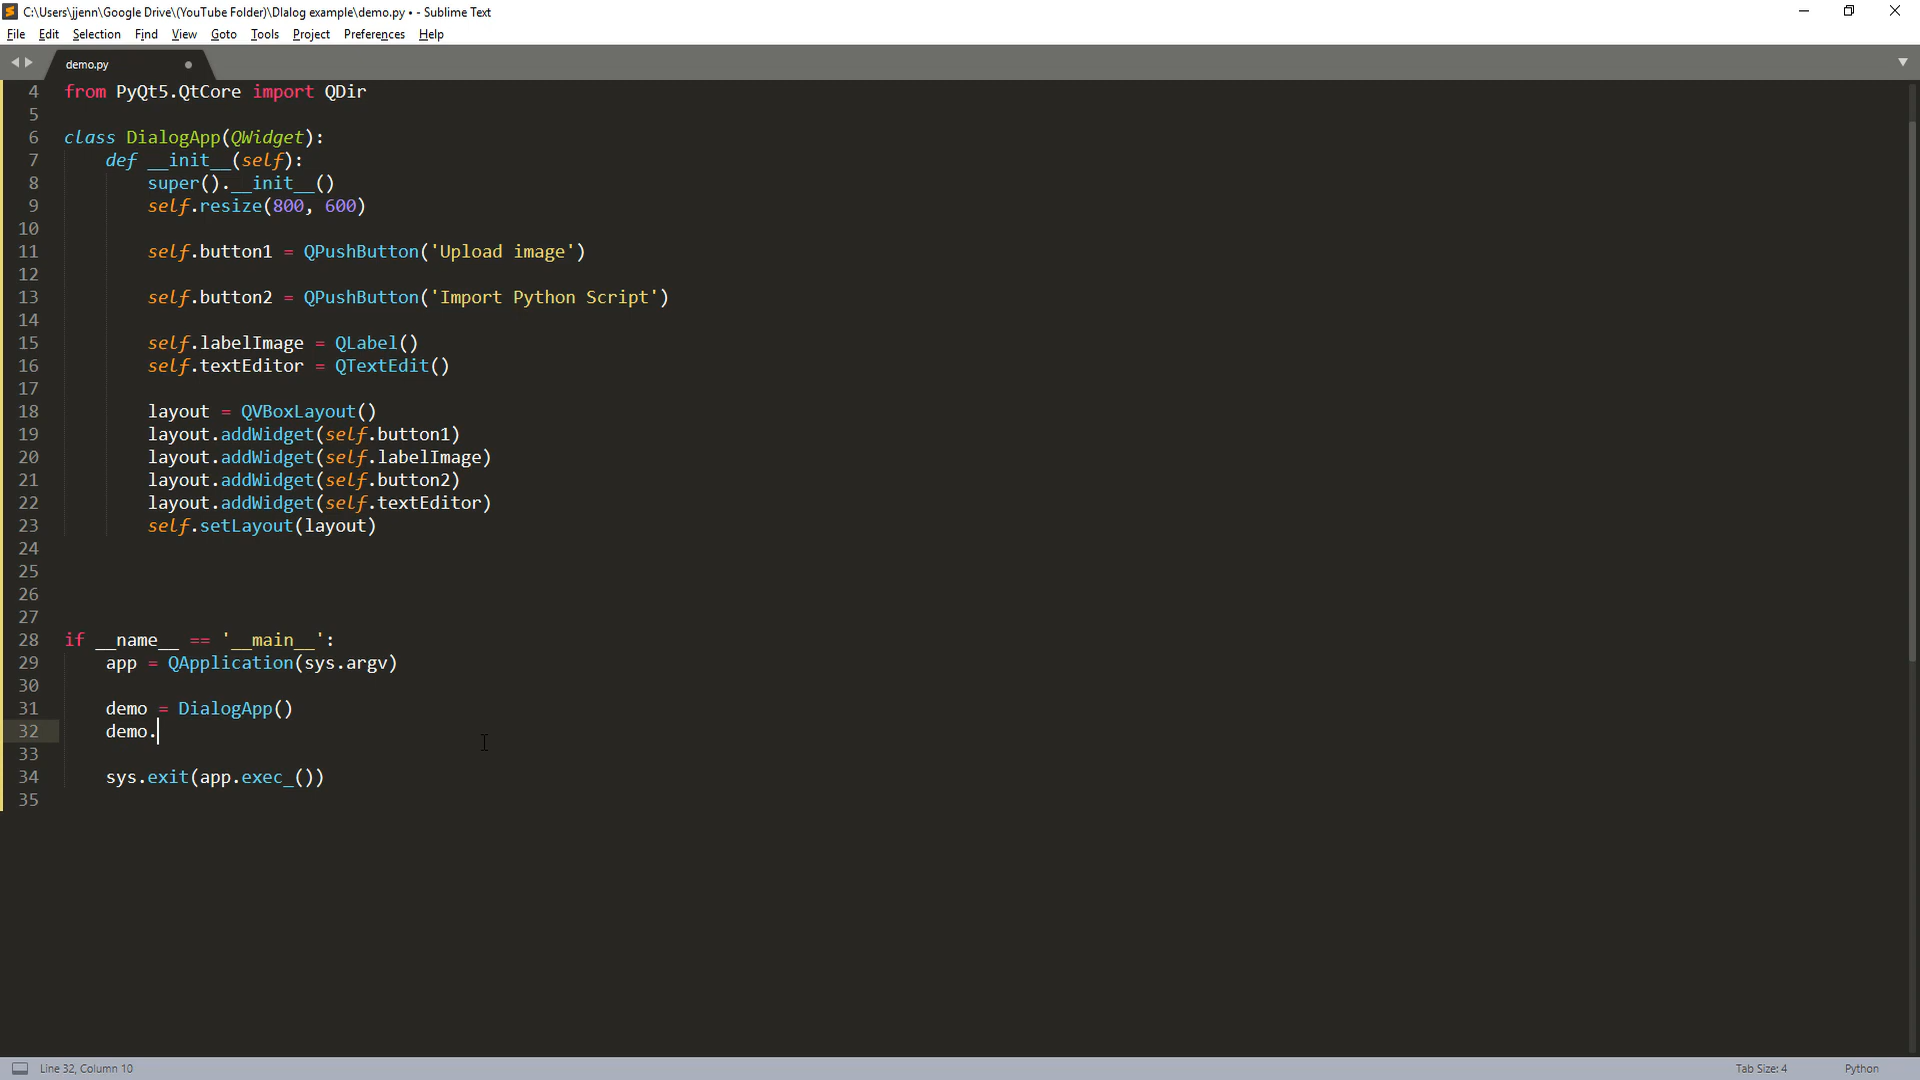 C:\Users\jjenn\Google Drive\(YouTube Folder)\DIalog example\demo.py • - Sublime Text
File Edit Selection Find View Goto Tools Project Preferences Help
demo.py
4 from PyQt5.QtCore import QDir
5
6 class DialogApp(QWidget):
7     def __init__(self):
8         super().__init__()
9         self.resize(800, 600)
10
11         self.button1 = QPushButton('Upload image')
12
13         self.button2 = QPushButton('Import Python Script')
14
15         self.labelImage = QLabel()
16         self.textEditor = QTextEdit()
17
18         layout = QVBoxLayout()
19         layout.addWidget(self.button1)
20         layout.addWidget(self.labelImage)
21         layout.addWidget(self.button2)
22         layout.addWidget(self.textEditor)
23         self.setLayout(layout)
24
25
26
27
28 if __name__ == '__main__':
29     app = QApplication(sys.argv)
30
31     demo = DialogApp()
32     demo.
33
34     sys.exit(app.exec_())
35
Line 32, Column 10 Tab Size: 4 Python